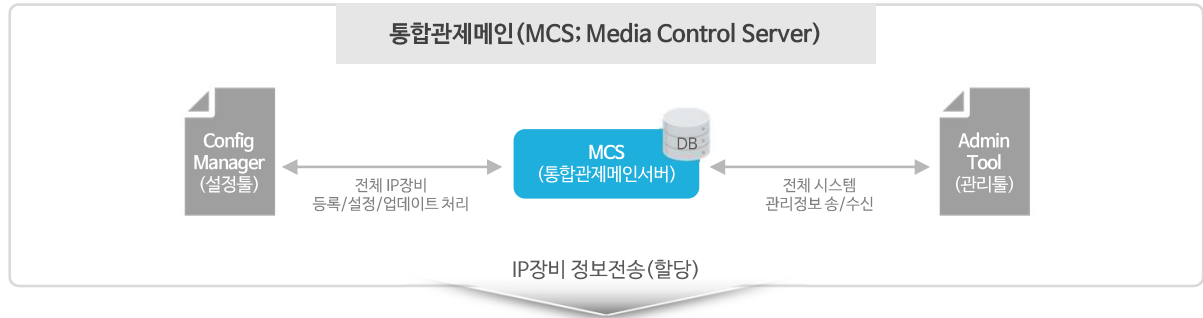 통합관제메인(MCS; Media Control Server)
Config
Manager
(설정툴)
전체 IP장비
등록/설정/업데이트 처리
MCS
(통합관제메인서버)
DB
전체 시스템
관리정보 송/수신
Admin
Tool
(관리툴)
IP장비 정보전송(할당)